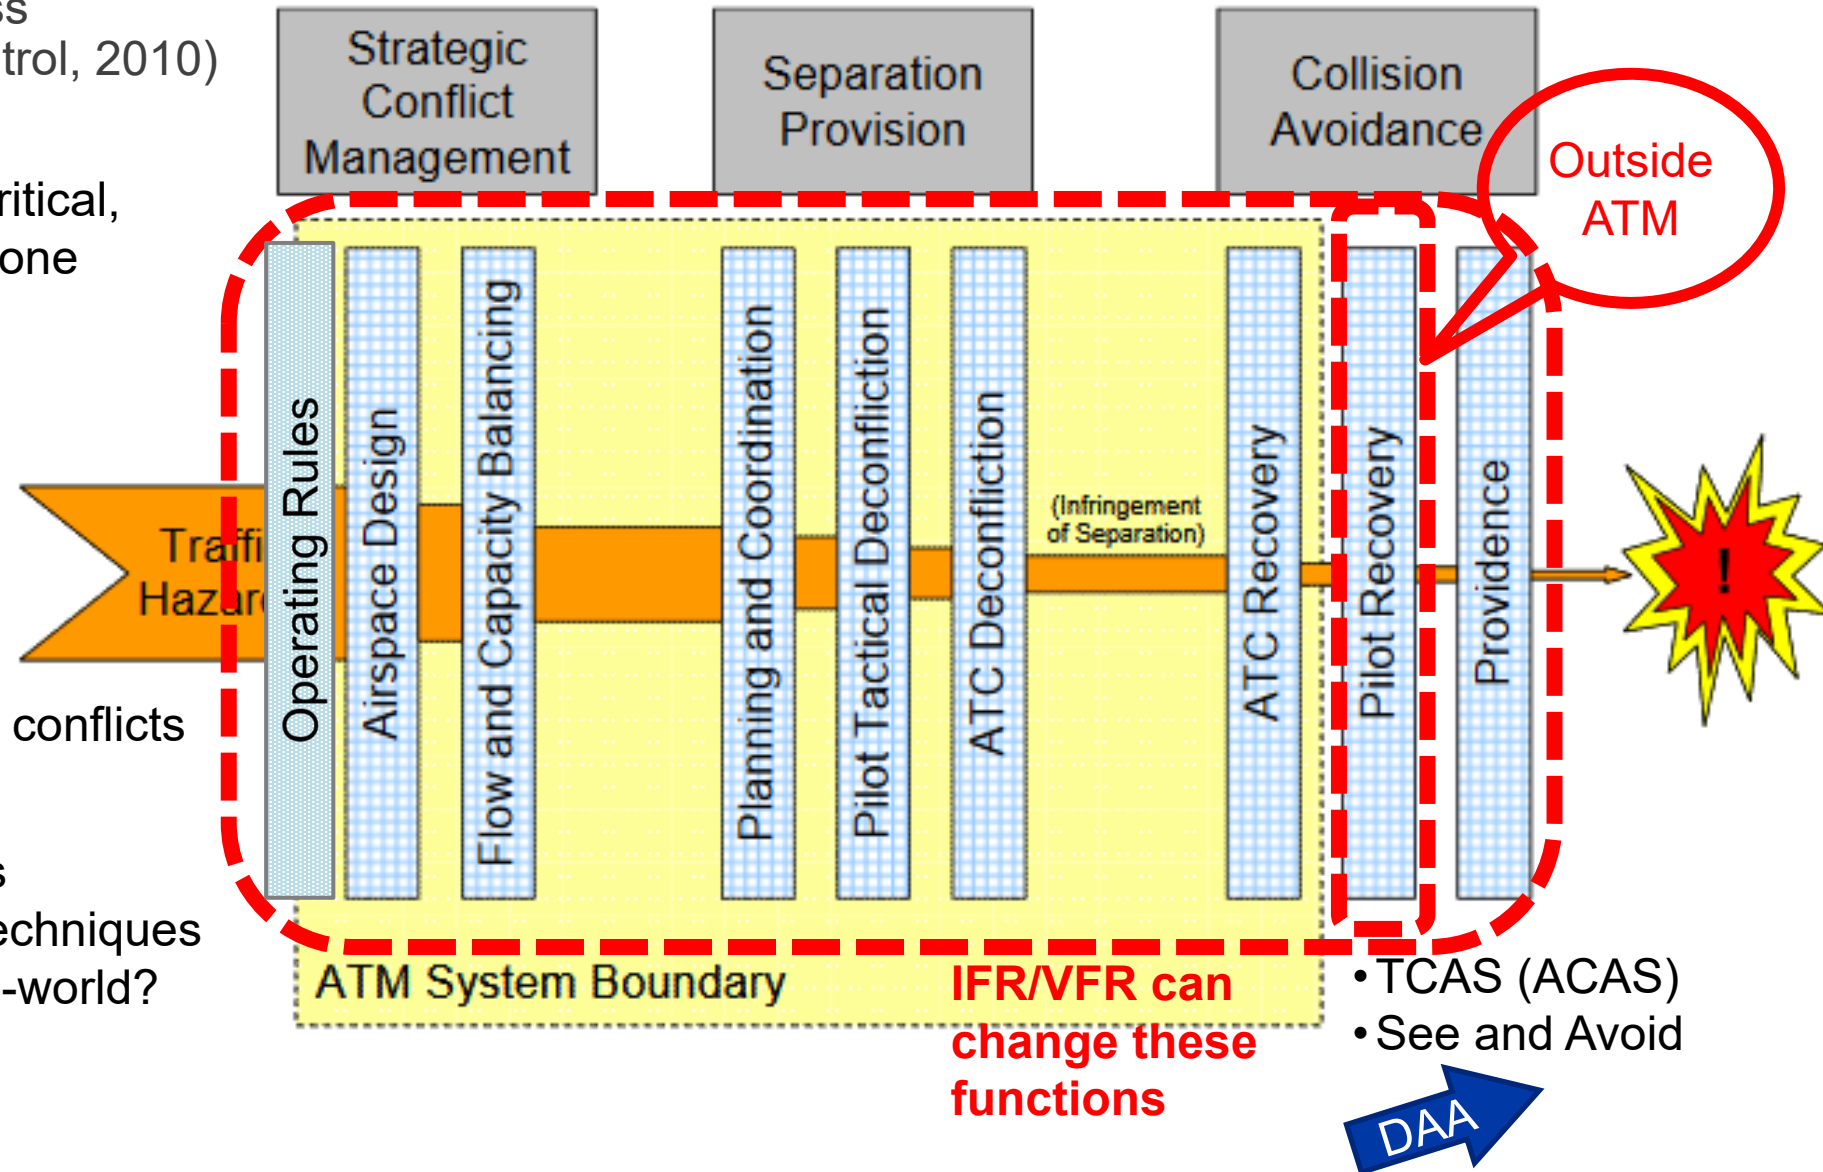 ss
trol, 2010)
ritical,
one
conflicts
s
echniques
-world?
Strategic
Conflict
Management
Separation
Provision
Collision
Avoidance
Outside
ATM
Traffi
Hazar
Operating Rules
Airspace Design
Flow and Capacity Balancing
Planning and Coordination
Pilot Tactical Deconfliction
ATC Deconfliction
(Infringement
of Separation)
ATC Recovery
Pilot Recovery
Providence
!
ATM System Boundary
IFR/VFR can
change these
functions
• TCAS (ACAS)
• See and Avoid
DAA